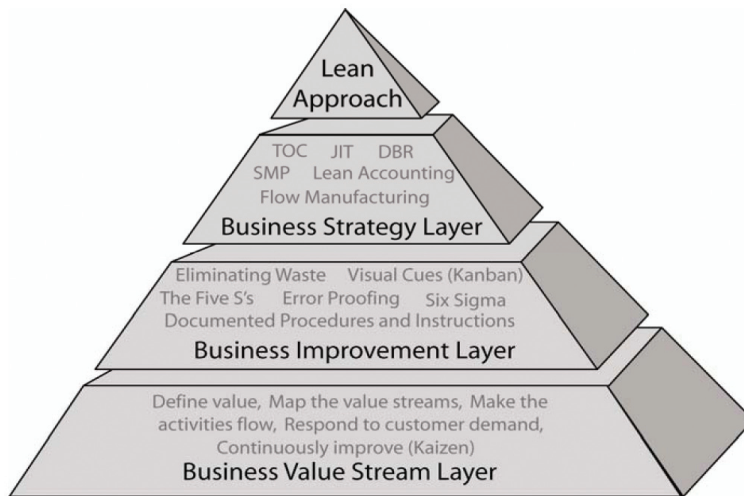 Lean
Approach
TOC JIT DBR
SMP Lean Accounting
Flow Manufacturing
Business Strategy Layer
Eliminating Waste Visual Cues (Kanban)
The Five S's Error Proofing Six Sigma
Documented Procedures and Instructions
Business Improvement Layer
Define value, Map the value streams, Make the
activities flow, Respond to customer demand,
Continuously improve (Kaizen)
Business Value Stream Layer